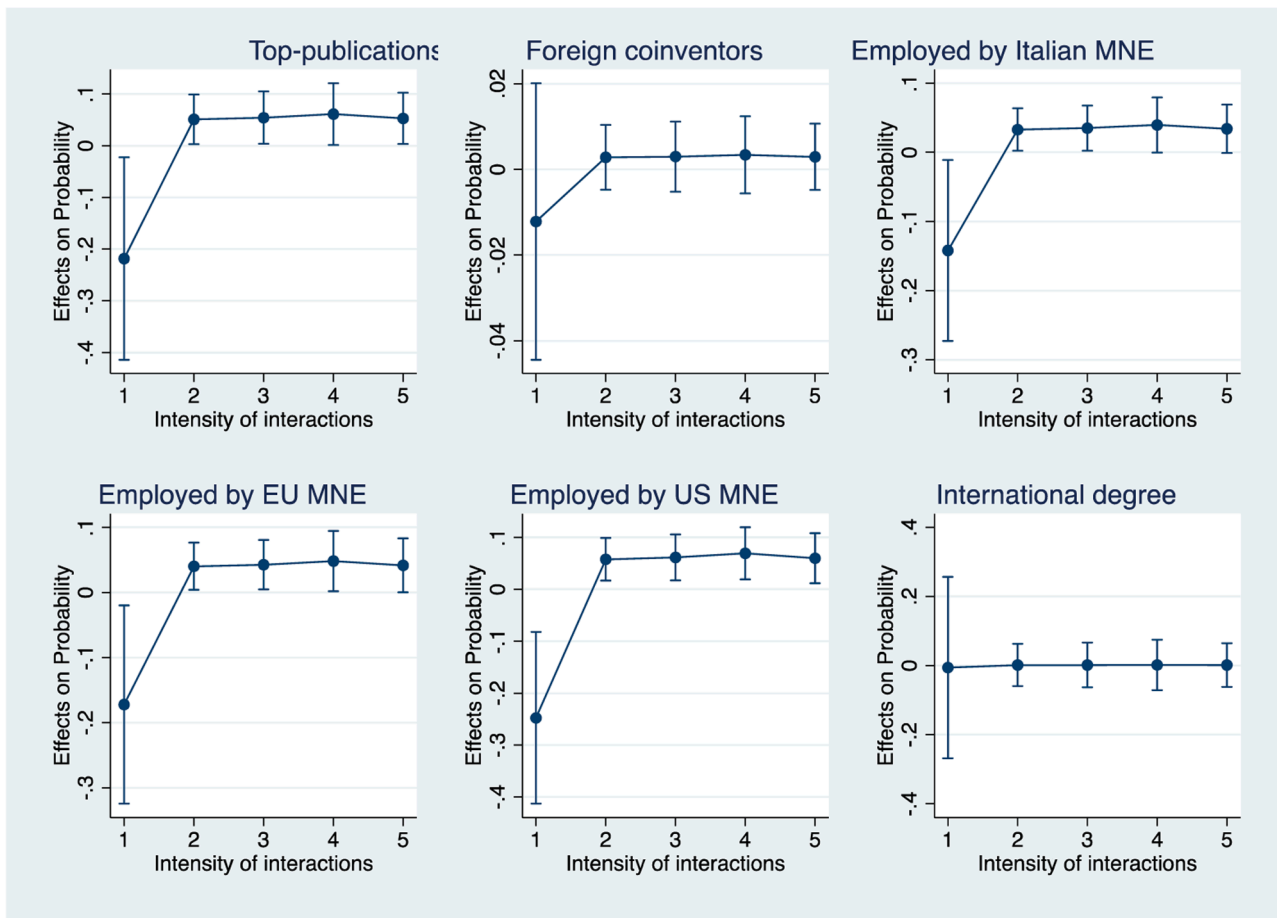 Top-publications
Foreign coinventors
Employed by Italian MNE
Effects on Probability
.1
0
-.1
-.2
-.3
-.4
1 2 3 4 5
Intensity of interactions
Effects on Probability
.02
0
-.02
-.04
1 2 3 4 5
Intensity of interactions
Effects on Probability
.1
0
-.1
-.2
-.3
1 2 3 4 5
Intensity of interactions
Employed by EU MNE
Employed by US MNE
International degree
Effects on Probability
.1
0
-.1
-.2
-.3
1 2 3 4 5
Intensity of interactions
Effects on Probability
.1
0
-.1
-.2
-.3
-.4
1 2 3 4 5
Intensity of interactions
Effects on Probability
.4
.2
0
-.2
-.4
1 2 3 4 5
Intensity of interactions